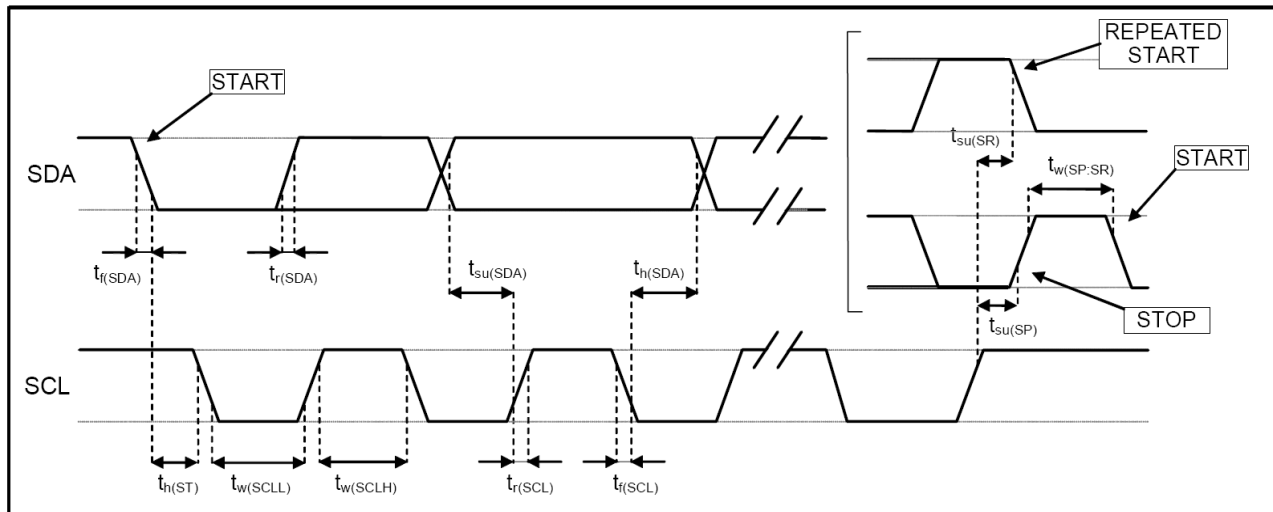 REPEATED
START
START
tsu(SR)
tw(SP:SR)
START
SDA
tf(SDA)
tr(SDA)
tsu(SDA)
th(SDA)
tsu(SP)
STOP
SCL
th(ST)
tw(SCLL)
tw(SCLH)
tr(SCL)
tf(SCL)